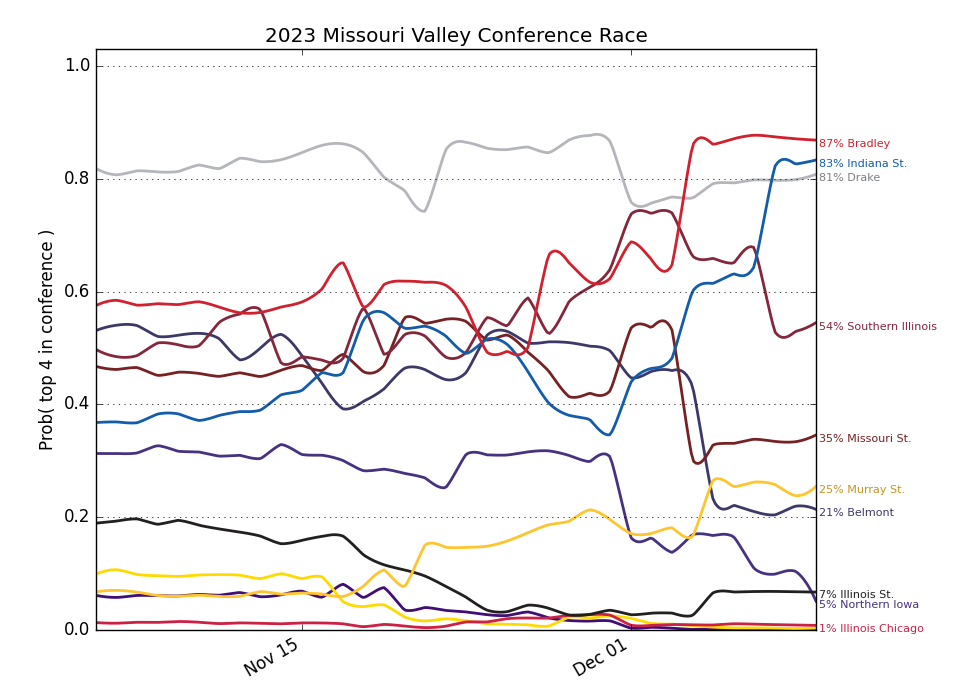 2023 Missouri Valley Conference Race
Prob( top 4 in conference )
1.0
0.8
0.6
0.4
0.2
0.0
Nov 15
Dec 01
87% Bradley
83% Indiana St.
81% Drake
54% Southern Illinois
35% Missouri St.
25% Murray St.
21% Belmont
7% Illinois St.
5% Northern Iowa
1% Illinois Chicago